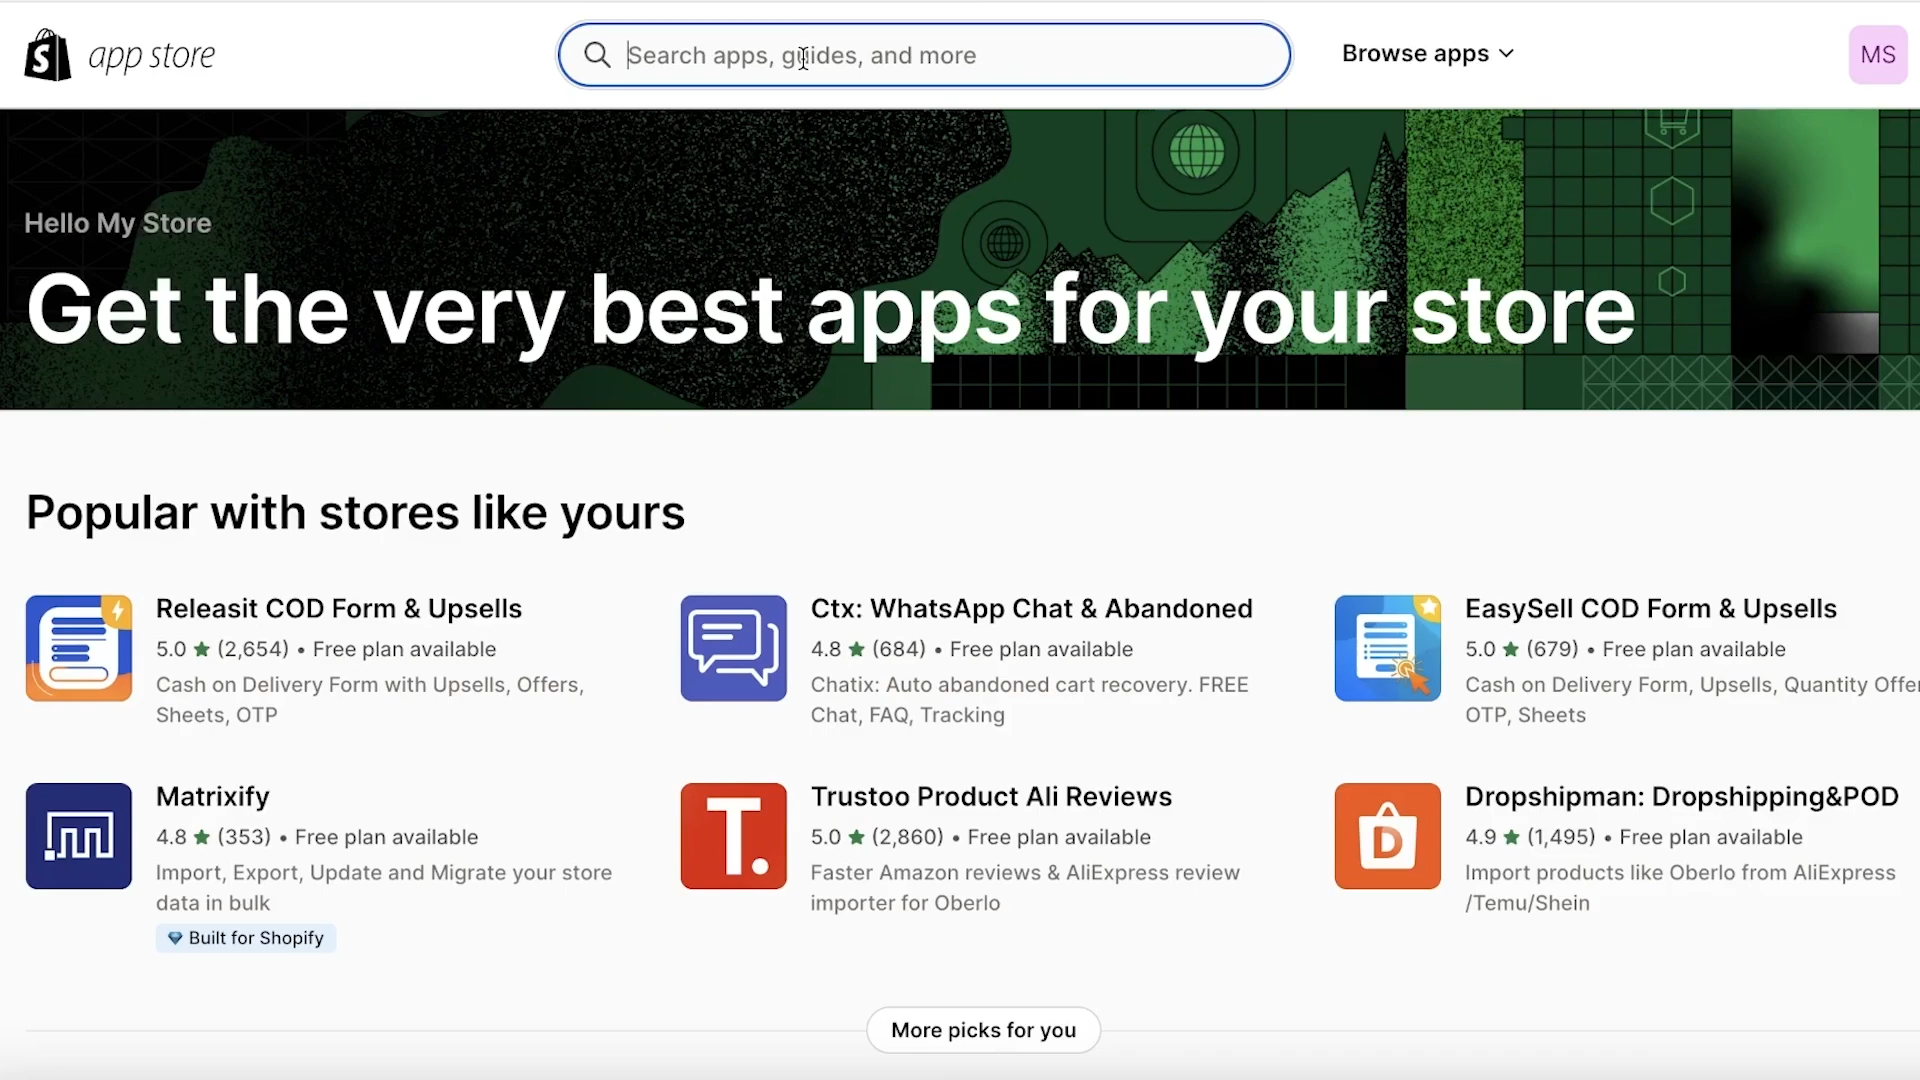 app store
Search apps, guides, and more
Browse apps
MS
Hello My Store
Get the very best apps for your store
Popular with stores like yours
Releasit COD Form & Upsells
5.0 ★ (2,654) • Free plan available
Cash on Delivery Form with Upsells, Offers,
Sheets, OTP
Ctx: WhatsApp Chat & Abandoned
4.8 ★ (684) • Free plan available
Chatix: Auto abandoned cart recovery. FREE
Chat, FAQ, Tracking
EasySell COD Form & Upsells
5.0 ★ (679) • Free plan available
Cash on Delivery Form, Upsells, Quantity Offer
OTP, Sheets
Matrixify
4.8 ★ (353) • Free plan available
Import, Export, Update and Migrate your store
data in bulk
Built for Shopify
T.
Trustoo Product Ali Reviews
5.0 ★ (2,860) • Free plan available
Faster Amazon reviews & AliExpress review
importer for Oberlo
D
Dropshipman: Dropshipping&POD
4.9 ★ (1,495) • Free plan available
Import products like Oberlo from AliExpress
/Temu/Shein
More picks for you